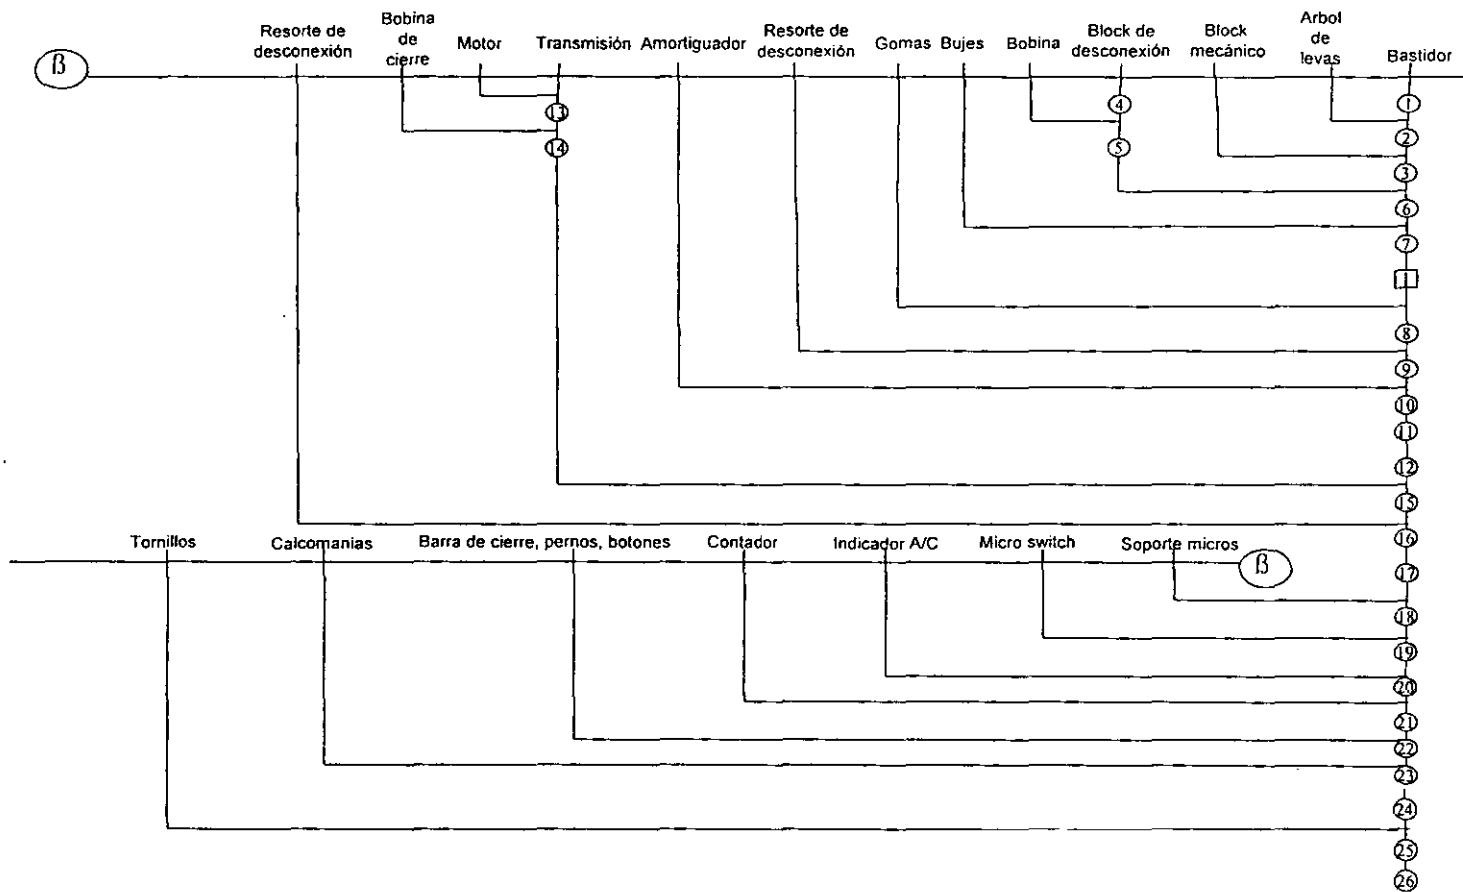 Resorte de
desconexión
Bobina
de
cierre
Motor
Transmisión
Amortiguador
Resorte de
desconexión
Gomas
Bujes
Bobina
Block de
desconexión
Block
mecánico
Arbol
de
levas
Bastidor
ß
1
2
3
4
5
6
7
1
8
9
10
11
12
13
14
15
16
17
Tornillos
Calcomanias
Barra de cierre, pernos, botones
Contador
Indicador A/C
Micro switch
Soporte micros
ß
18
19
20
21
22
23
24
25
26